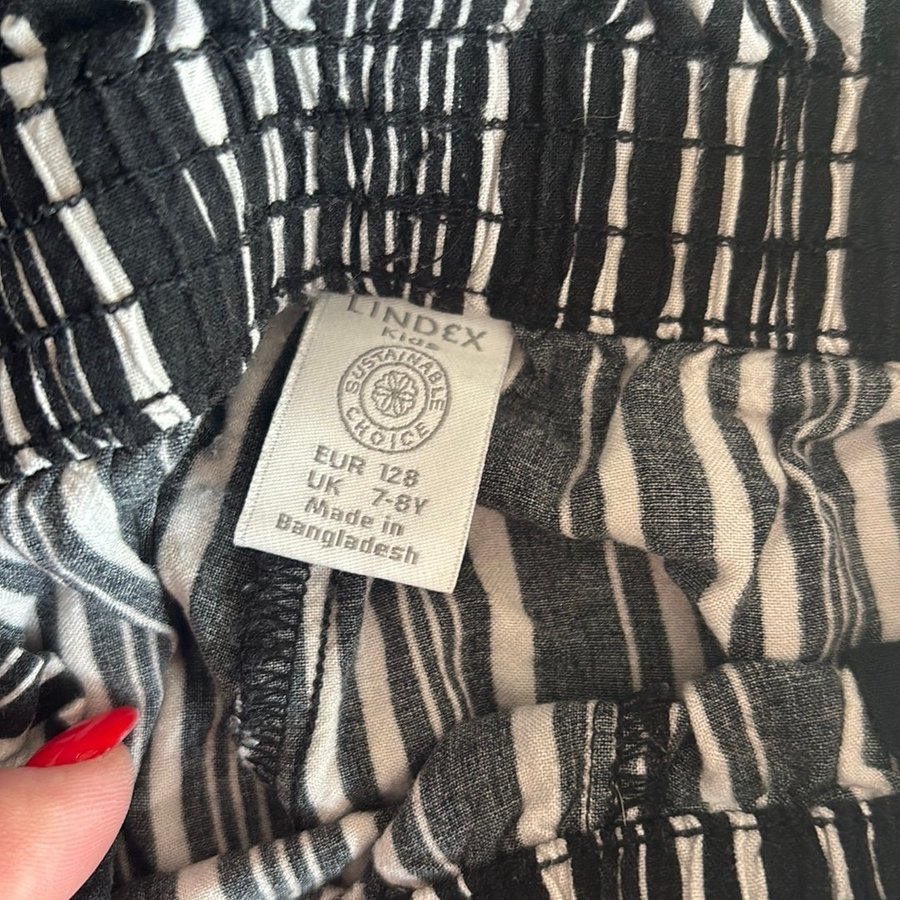 LINDEX
Kids
SUSTAINABLE
CHOICE
EUR 128
UK 7-8Y
Made in
Bangladesh